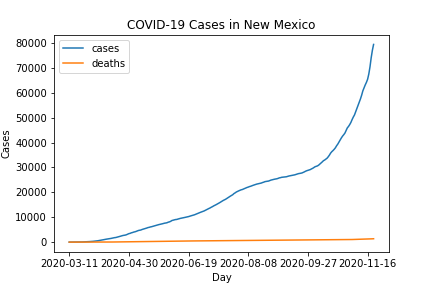 COVID-19 Cases in New Mexico
cases
deaths
80000
70000
60000
50000
40000
30000
20000
10000
0
Cases
2020-03-11 2020-04-30 2020-06-19 2020-08-08 2020-09-27 2020-11-16
Day